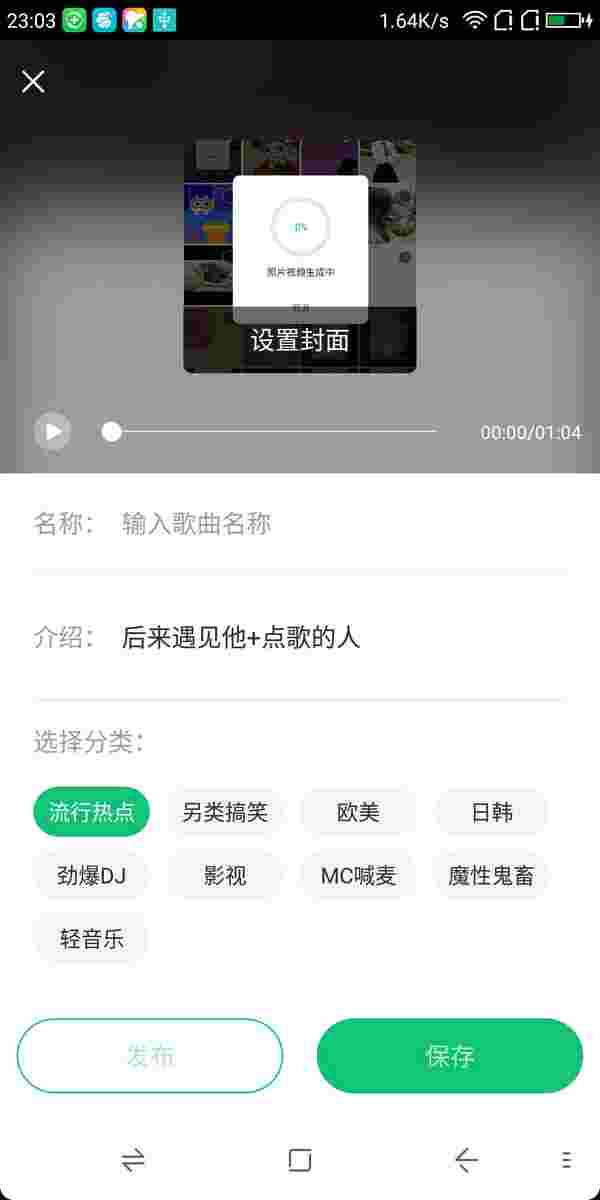 23:03 1.64K/s
0%
照片视频生成中
取消
设置封面
00:00/01:04
名称： 输入歌曲名称
介绍： 后来遇见他+点歌的人
选择分类：
流行热点 另类搞笑 欧美 日韩
劲爆DJ 影视 MC喊麦 魔性鬼畜
轻音乐
发布 保存